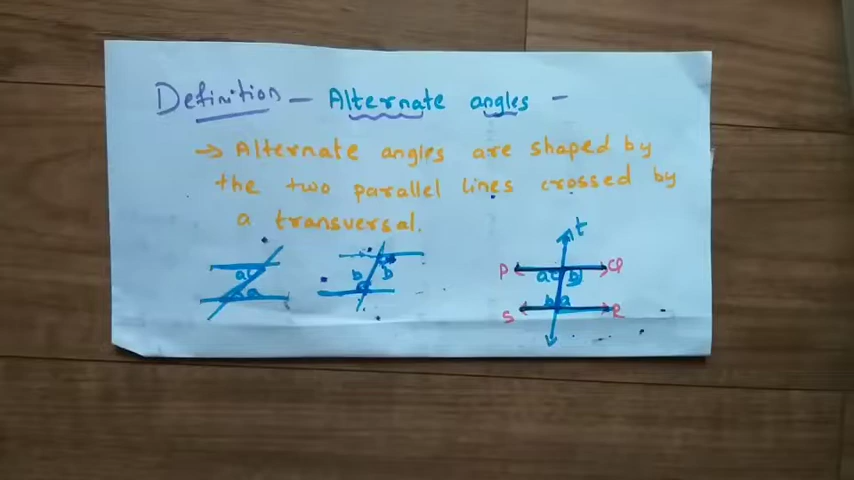 Definition - Alternate angles -
→ Alternate angles are shaped by
the two parallel lines crossed by
a transversal.
t
P Q
a b
b a
S R
a
a
b b